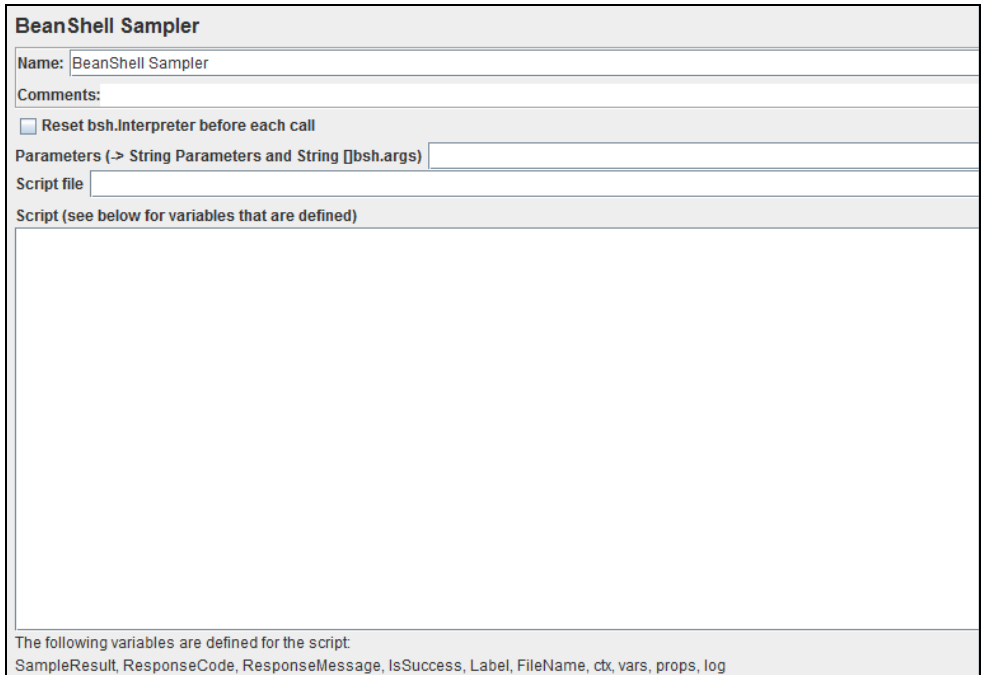 BeanShell Sampler
Name: BeanShell Sampler
Comments:
Reset bsh.Interpreter before each call
Parameters (-> String Parameters and String []bsh.args)
Script file
Script (see below for variables that are defined)
The following variables are defined for the script:
SampleResult, ResponseCode, ResponseMessage, IsSuccess, Label, FileName, ctx, vars, props, log